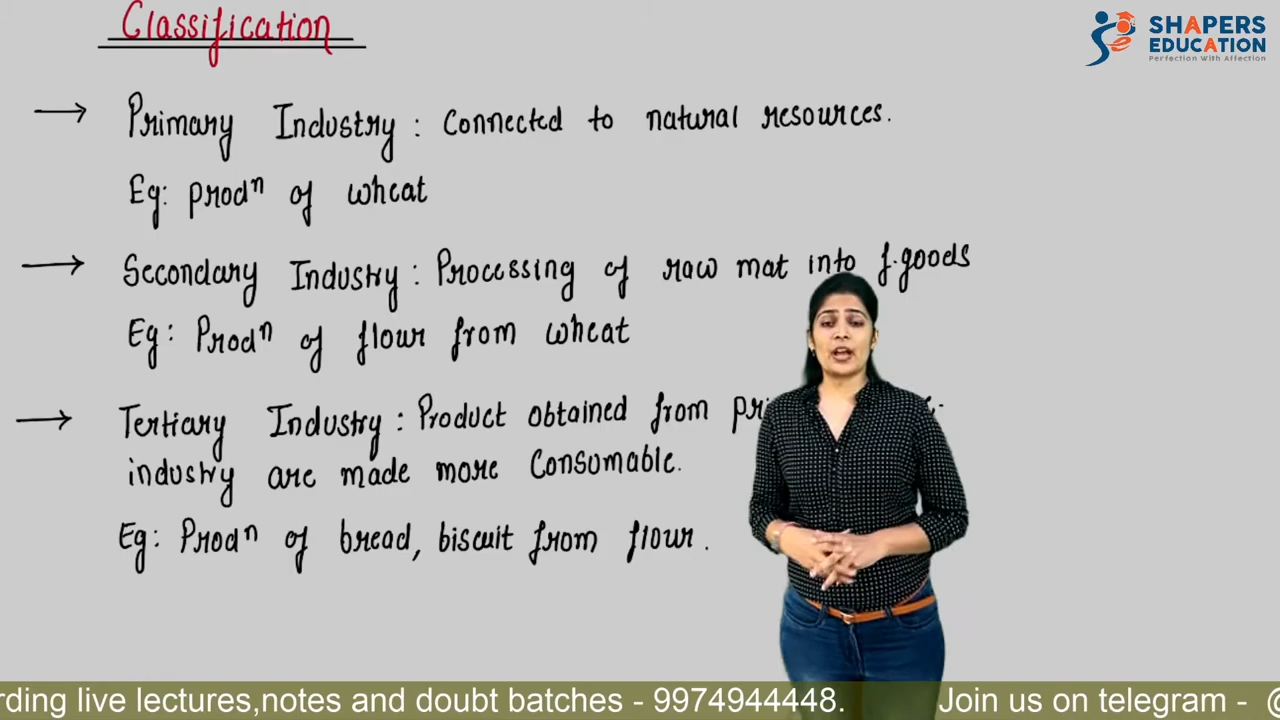 Classification
SHAPERS
EDUCATION
Perfection With Affection
→ Primary Industry : Connected to natural resources.
Eg: prodⁿ of wheat
→ Secondary Industry : Processing of raw mat into f.goods
Eg: Prodⁿ of flour from wheat
→ Tertiary Industry : Product obtained from
industry are made more Consumable.
Eg: Prodⁿ of bread, biscuit from flour.
live lectures,notes and doubt batches - 9974944448. Join us on telegram - @